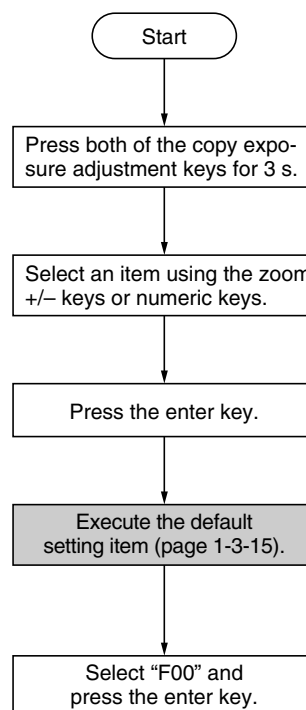 Start
Press both of the copy expo-
sure adjustment keys for 3 s.
Select an item using the zoom
+/– keys or numeric keys.
Press the enter key.
Execute the default
setting item (page 1-3-15).
Select “F00” and
press the enter key.